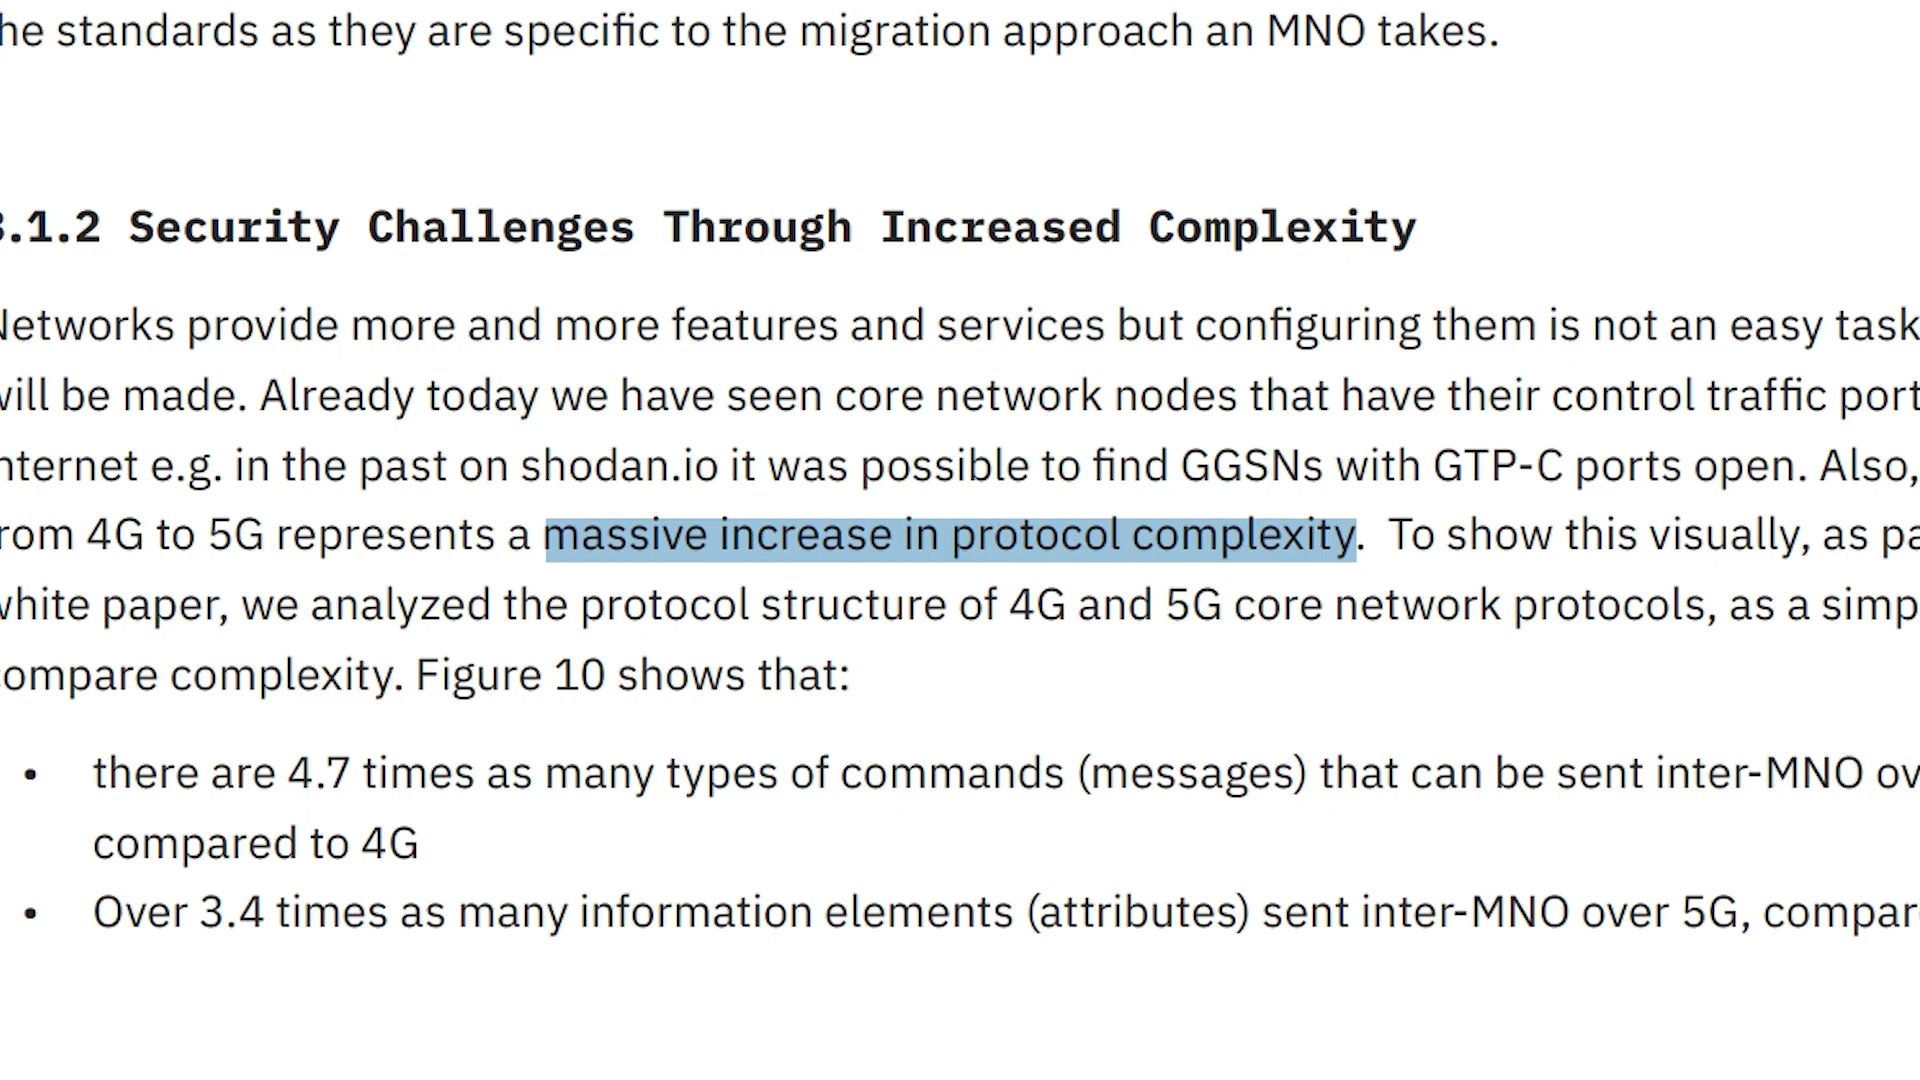 he standards as they are specific to the migration approach an MNO takes.
3.1.2 Security Challenges Through Increased Complexity
Networks provide more and more features and services but configuring them is not an easy task
will be made. Already today we have seen core network nodes that have their control traffic port
nternet e.g. in the past on shodan.io it was possible to find GGSNs with GTP-C ports open. Also,
rom 4G to 5G represents a massive increase in protocol complexity. To show this visually, as pa
white paper, we analyzed the protocol structure of 4G and 5G core network protocols, as a simp
compare complexity. Figure 10 shows that:
• there are 4.7 times as many types of commands (messages) that can be sent inter-MNO ov
compared to 4G
• Over 3.4 times as many information elements (attributes) sent inter-MNO over 5G, compar